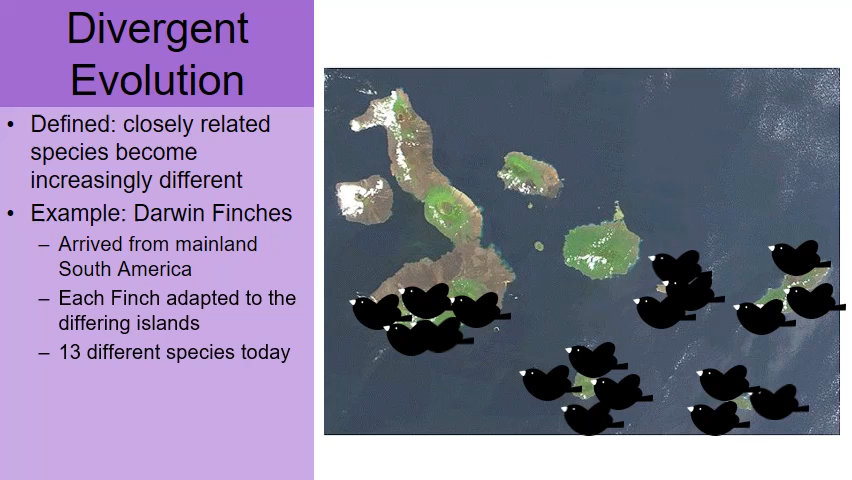 Divergent
Evolution
• Defined: closely related
species become
increasingly different
• Example: Darwin Finches
– Arrived from mainland
South America
– Each Finch adapted to the
differing islands
– 13 different species today